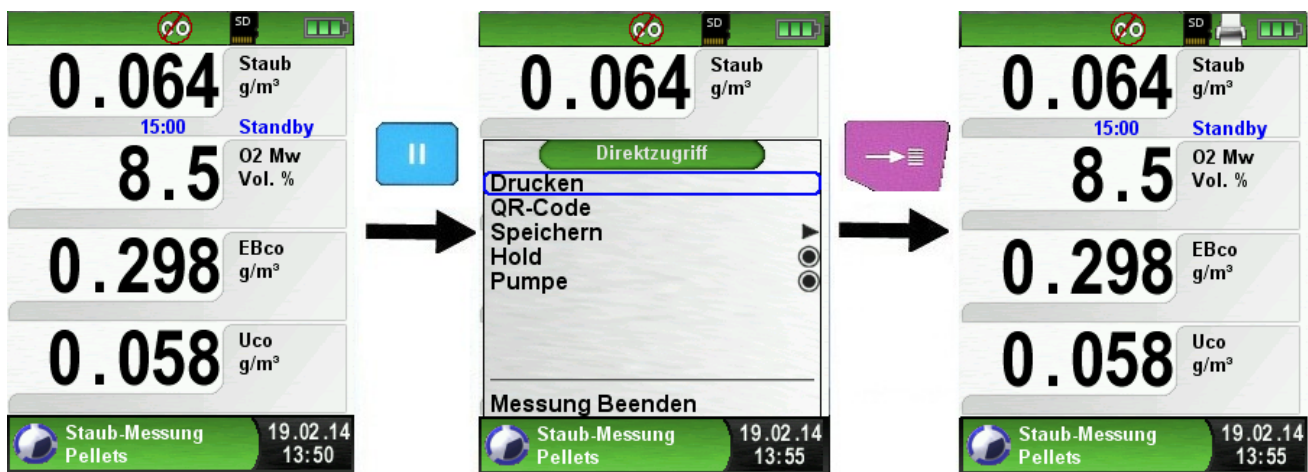 CO SD
0.064 Staub
g/m³
15:00 Standby
8.5 O2 Mw
Vol. %
0.298 EBco
g/m³
0.058 Uco
g/m³
Staub-Messung 19.02.14
Pellets 13:50
CO SD
0.064 Staub
g/m³
Direktzugriff
Drucken
QR-Code
Speichern
Hold
Pumpe
Messung Beenden
Staub-Messung 19.02.14
Pellets 13:55
CO SD
0.064 Staub
g/m³
15:00 Standby
8.5 O2 Mw
Vol. %
0.298 EBco
g/m³
0.058 Uco
g/m³
Staub-Messung 19.02.14
Pellets 13:55